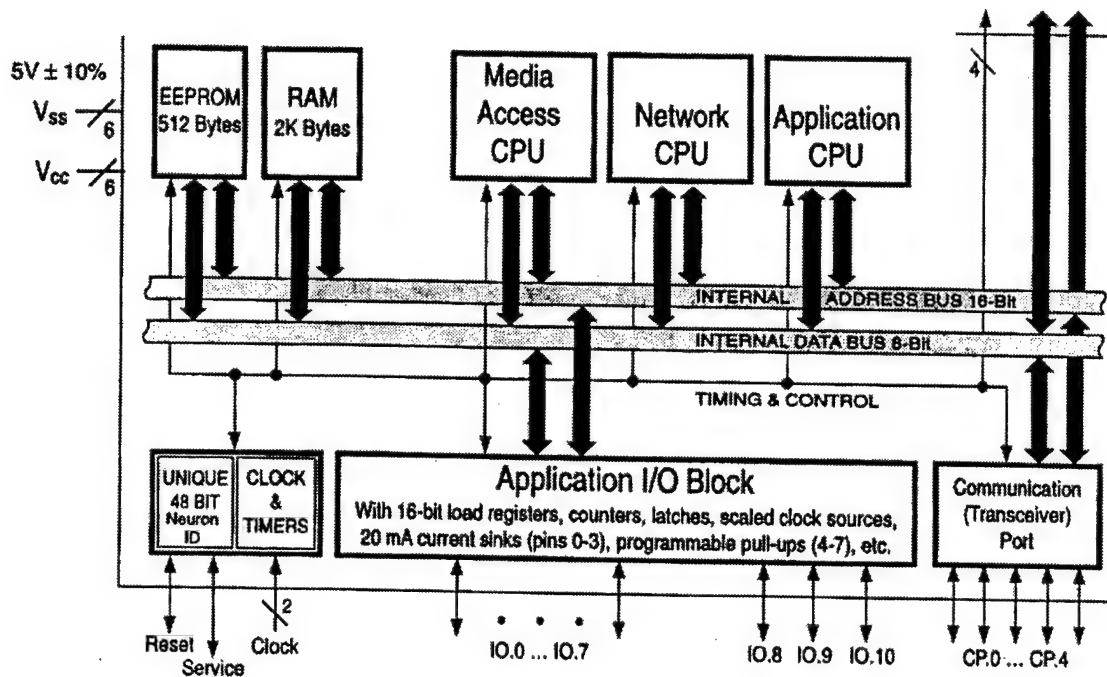 5V ± 10%
Vss
6
Vcc
6
EEPROM
512 Bytes
RAM
2K Bytes
Media
Access
CPU
Network
CPU
Application
CPU
4
INTERNAL ADDRESS BUS 16-Bit
INTERNAL DATA BUS 8-Bit
TIMING & CONTROL
UNIQUE
48 BIT
Neuron
ID
CLOCK
&
TIMERS
Application I/O Block
With 16-bit load registers, counters, latches, scaled clock sources,
20 mA current sinks (pins 0-3), programmable pull-ups (4-7), etc.
Communication
(Transceiver)
Port
Reset
Service
2
Clock
• • •
IO.0 ... IO.7
IO.8
IO.9
IO.10
CP.0 ... CP.4